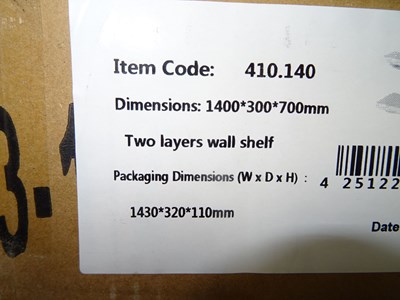 Item Code: 410.140
Dimensions: 1400*300*700mm
Two layers wall shelf
Packaging Dimensions (W x D x H) :
1430*320*110mm
4 25122
Date
3-